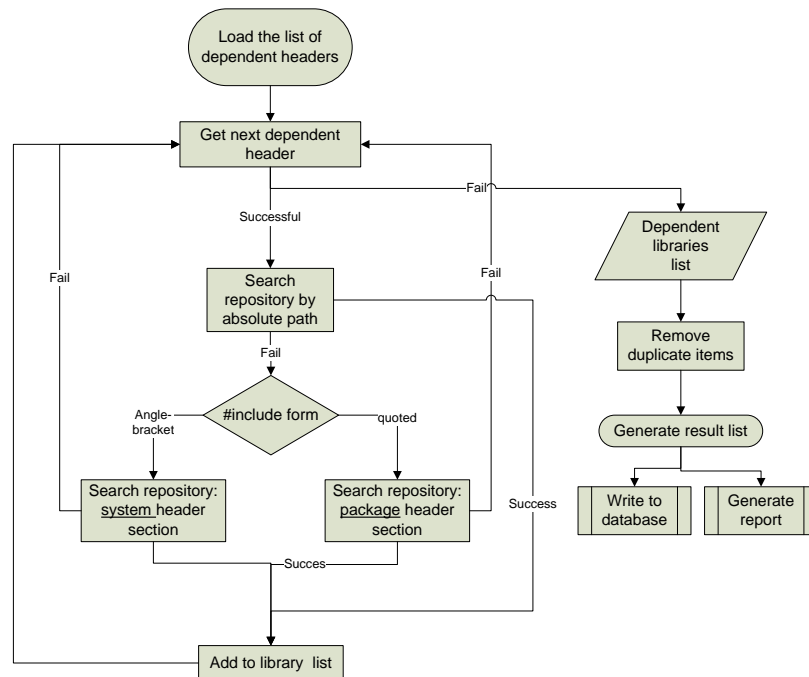 Load the list of
dependent headers
Get next dependent
header
Fail
Successful
Dependent
libraries
list
Fail
Fail
Search
repository by
absolute path
Remove
duplicate items
Fail
Angle-
bracket
#include form
quoted
Generate result list
Search repository:
system header
section
Search repository:
package header
section
Success
Write to
database
Generate
report
Succes
Add to library list